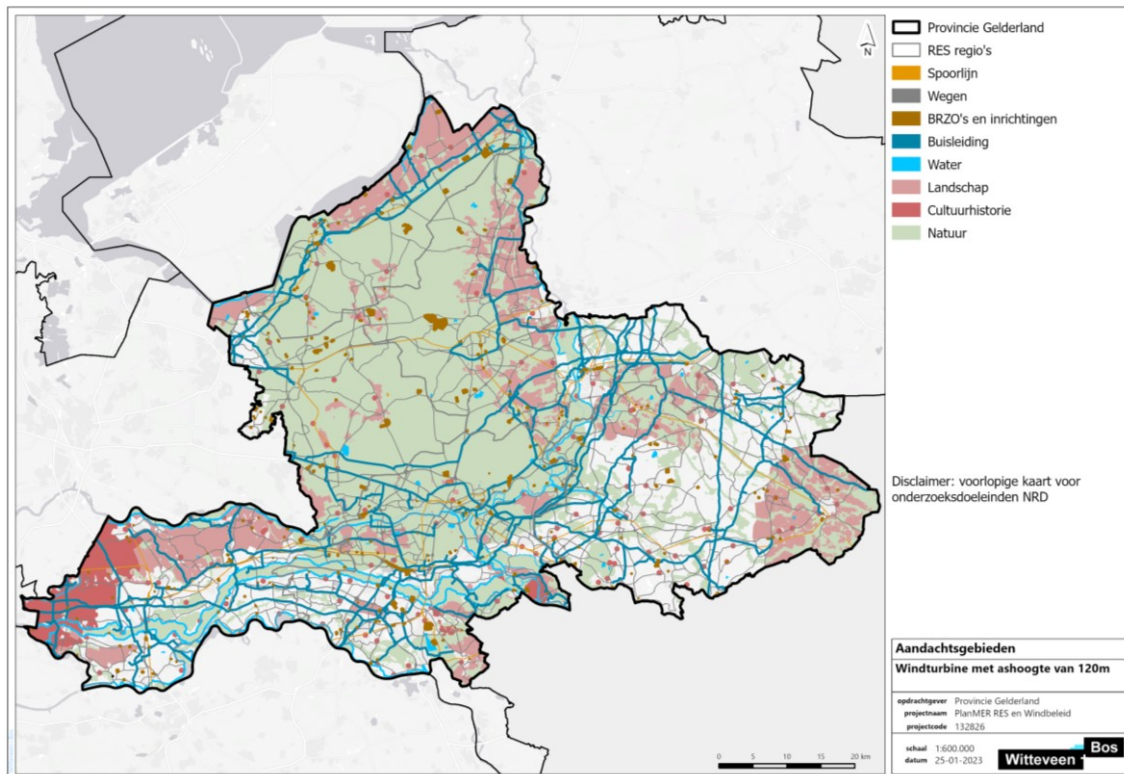 N
Provincie Gelderland
RES regio's
Spoorlijn
Wegen
BRZO's en inrichtingen
Buisleiding
Water
Landschap
Cultuurhistorie
Natuur
Disclaimer: voorlopige kaart voor
onderzoeksdoeleinden NRD
Aandachtsgebieden
Windturbine met ashoogte van 120m
opdrachtgever Provincie Gelderland
projectnaam PlanMER RES en Windbeleid
projectcode 132826
schaal 1:600.000
datum 25-01-2023
Witteveen + Bos
0 5 10 20 km